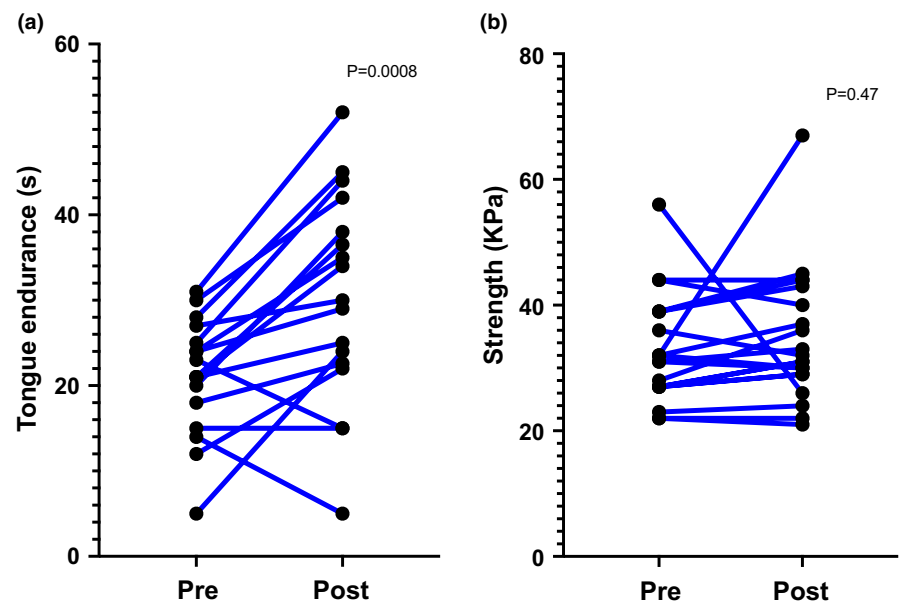 (a)
60
40
20
0
Tongue endurance (s)
P=0.0008
Pre
Post
(b)
80
60
40
20
0
Strength (KPa)
P=0.47
Pre
Post